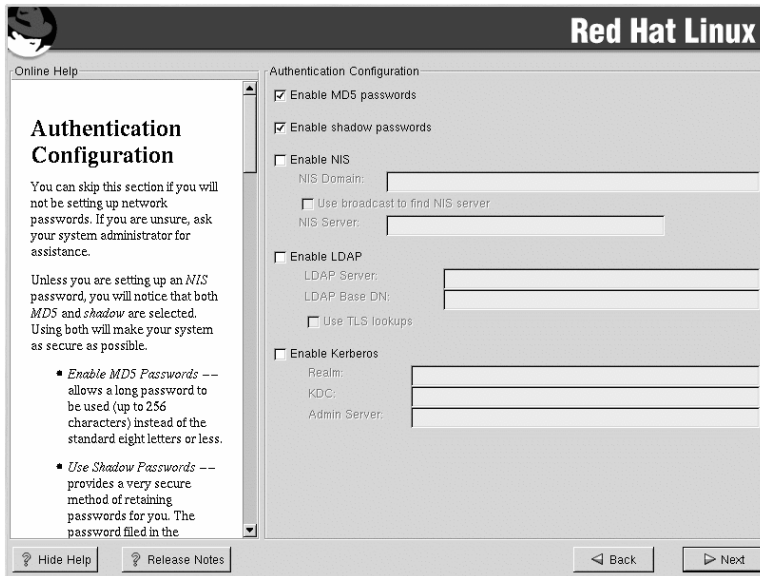 Red Hat Linux
Online Help
Authentication
Configuration
You can skip this section if you will
not be setting up network
passwords. If you are unsure, ask
your system administrator for
assistance.
Unless you are setting up an NIS
password, you will notice that both
MD5 and shadow are selected.
Using both will make your system
as secure as possible.
Enable MD5 Passwords --
allows a long password to
be used (up to 256
characters) instead of the
standard eight letters or less.
Use Shadow Passwords --
provides a very secure
method of retaining
passwords for you. The
password filed in the
Authentication Configuration
Enable MD5 passwords
Enable shadow passwords
Enable NIS
NIS Domain:
Use broadcast to find NIS server
NIS Server:
Enable LDAP
LDAP Server:
LDAP Base DN:
Use TLS lookups
Enable Kerberos
Realm:
KDC:
Admin Server:
Hide Help
Release Notes
Back
Next